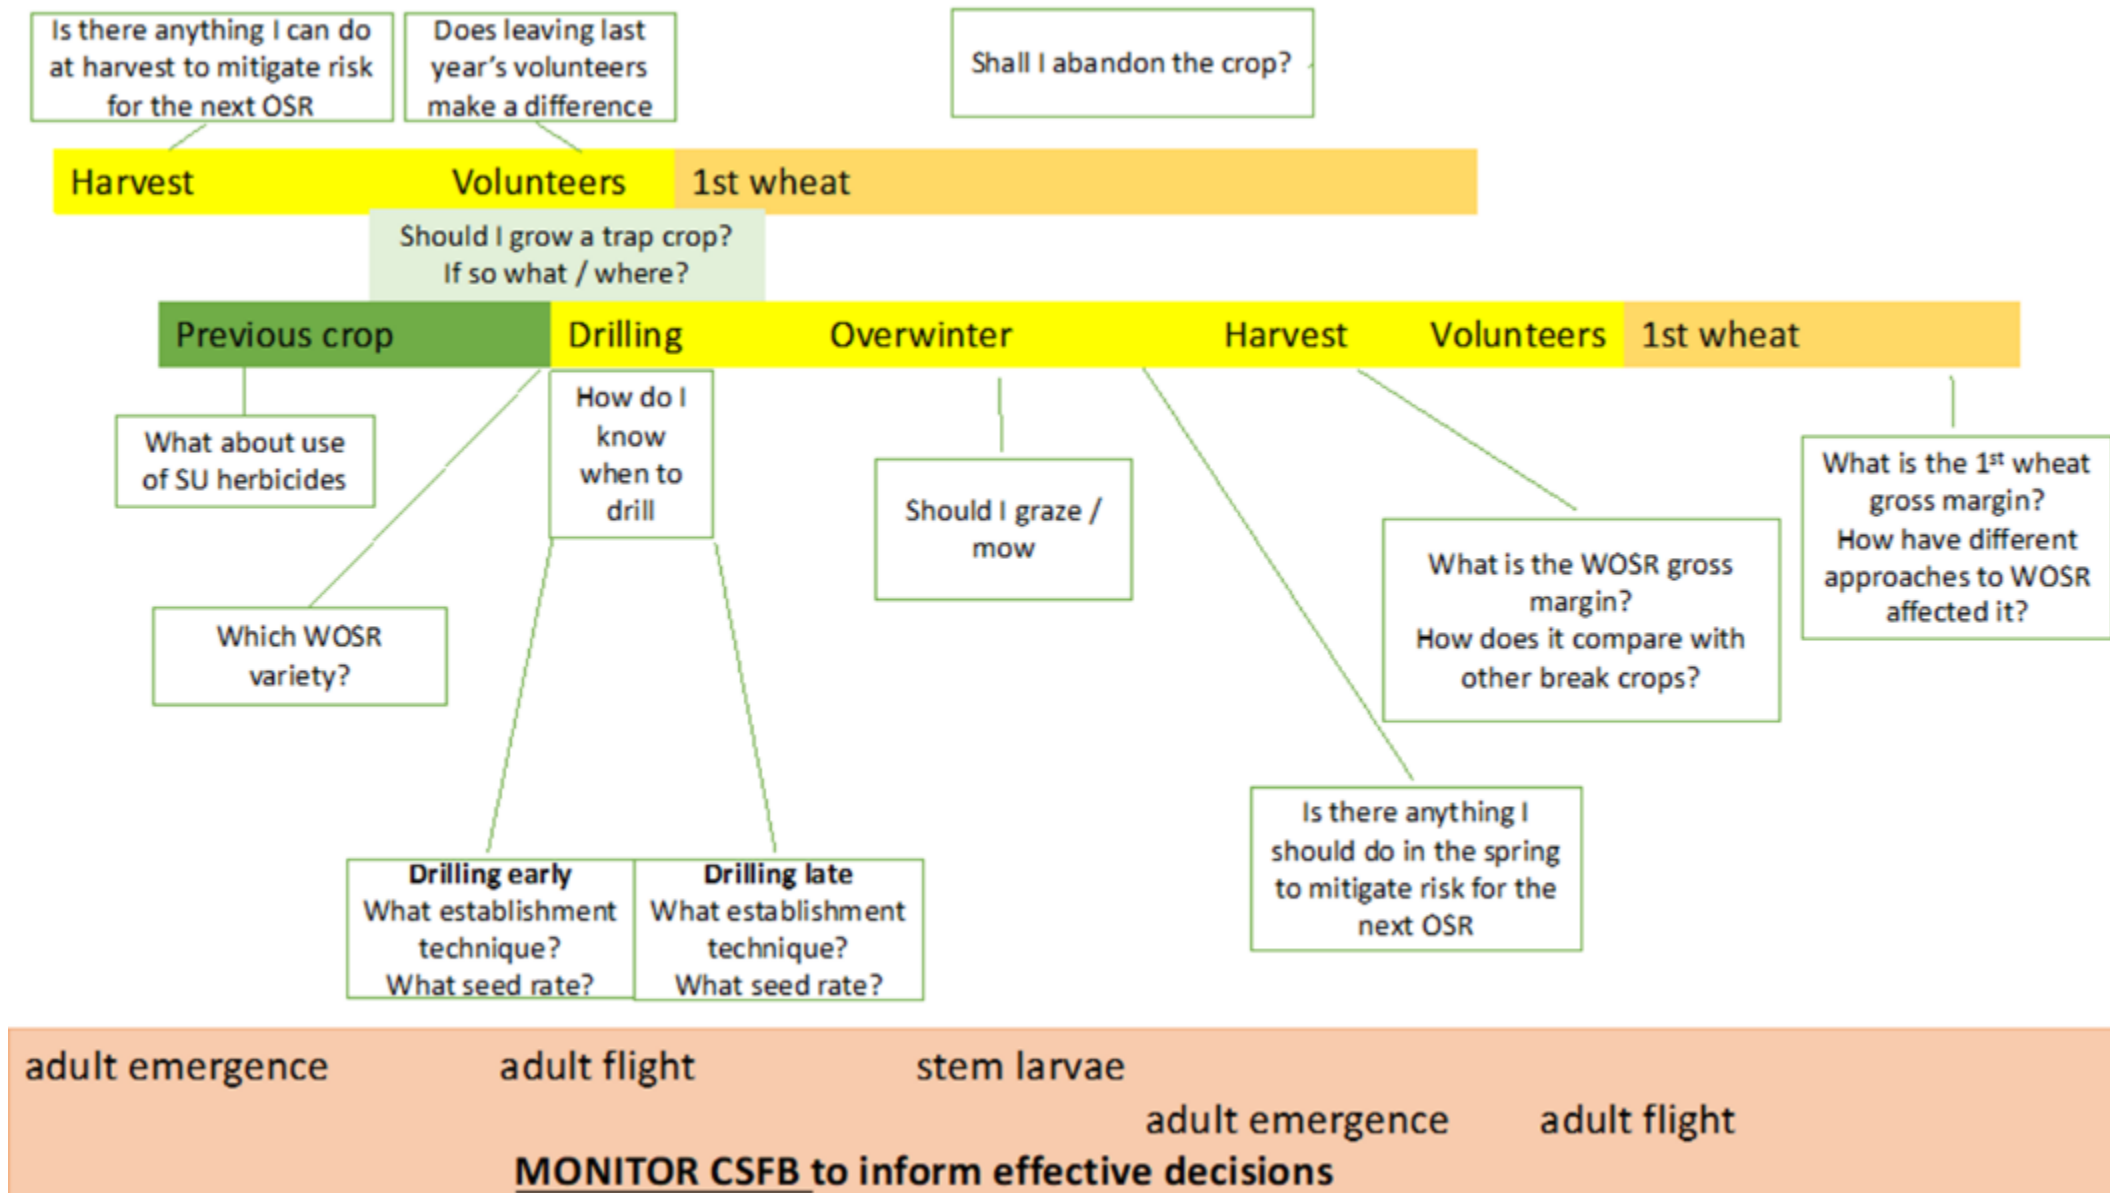 Is there anything I can do
at harvest to mitigate risk
for the next OSR
Does leaving last
year's volunteers
make a difference
Shall I abandon the crop?
Harvest
Volunteers
1st wheat
Should I grow a trap crop?
If so what / where?
Previous crop
Drilling
Overwinter
Harvest
Volunteers
1st wheat
What about use
of SU herbicides
How do I
know
when to
drill
Should I graze /
mow
What is the 1st wheat
gross margin?
How have different
approaches to WOSR
affected it?
What is the WOSR gross
margin?
How does it compare with
other break crops?
Which WOSR
variety?
Is there anything I
should do in the spring
to mitigate risk for the
next OSR
Drilling early
What establishment
technique?
What seed rate?
Drilling late
What establishment
technique?
What seed rate?
adult emergence
adult flight
stem larvae
adult emergence
adult flight
MONITOR CSFB to inform effective decisions